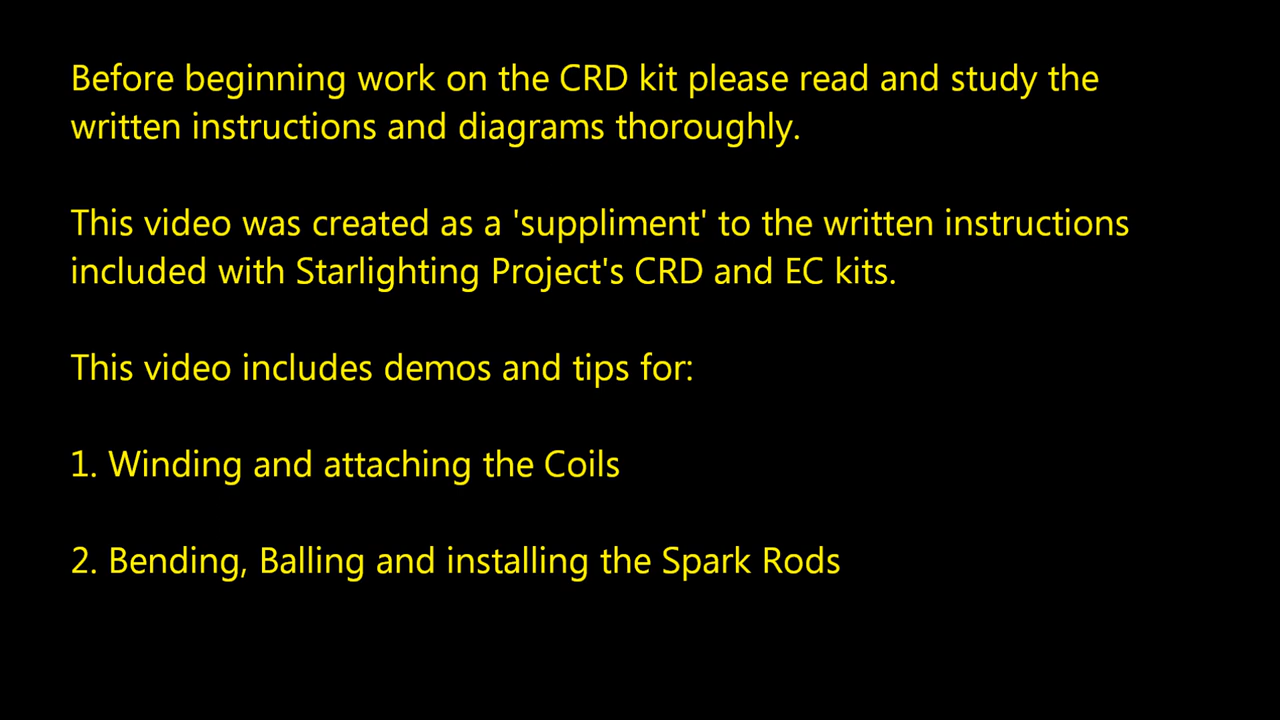 Before beginning work on the CRD kit please read and study the
written instructions and diagrams thoroughly.
This video was created as a 'suppliment' to the written instructions
included with Starlighting Project's CRD and EC kits.
This video includes demos and tips for:
1. Winding and attaching the Coils
2. Bending, Balling and installing the Spark Rods